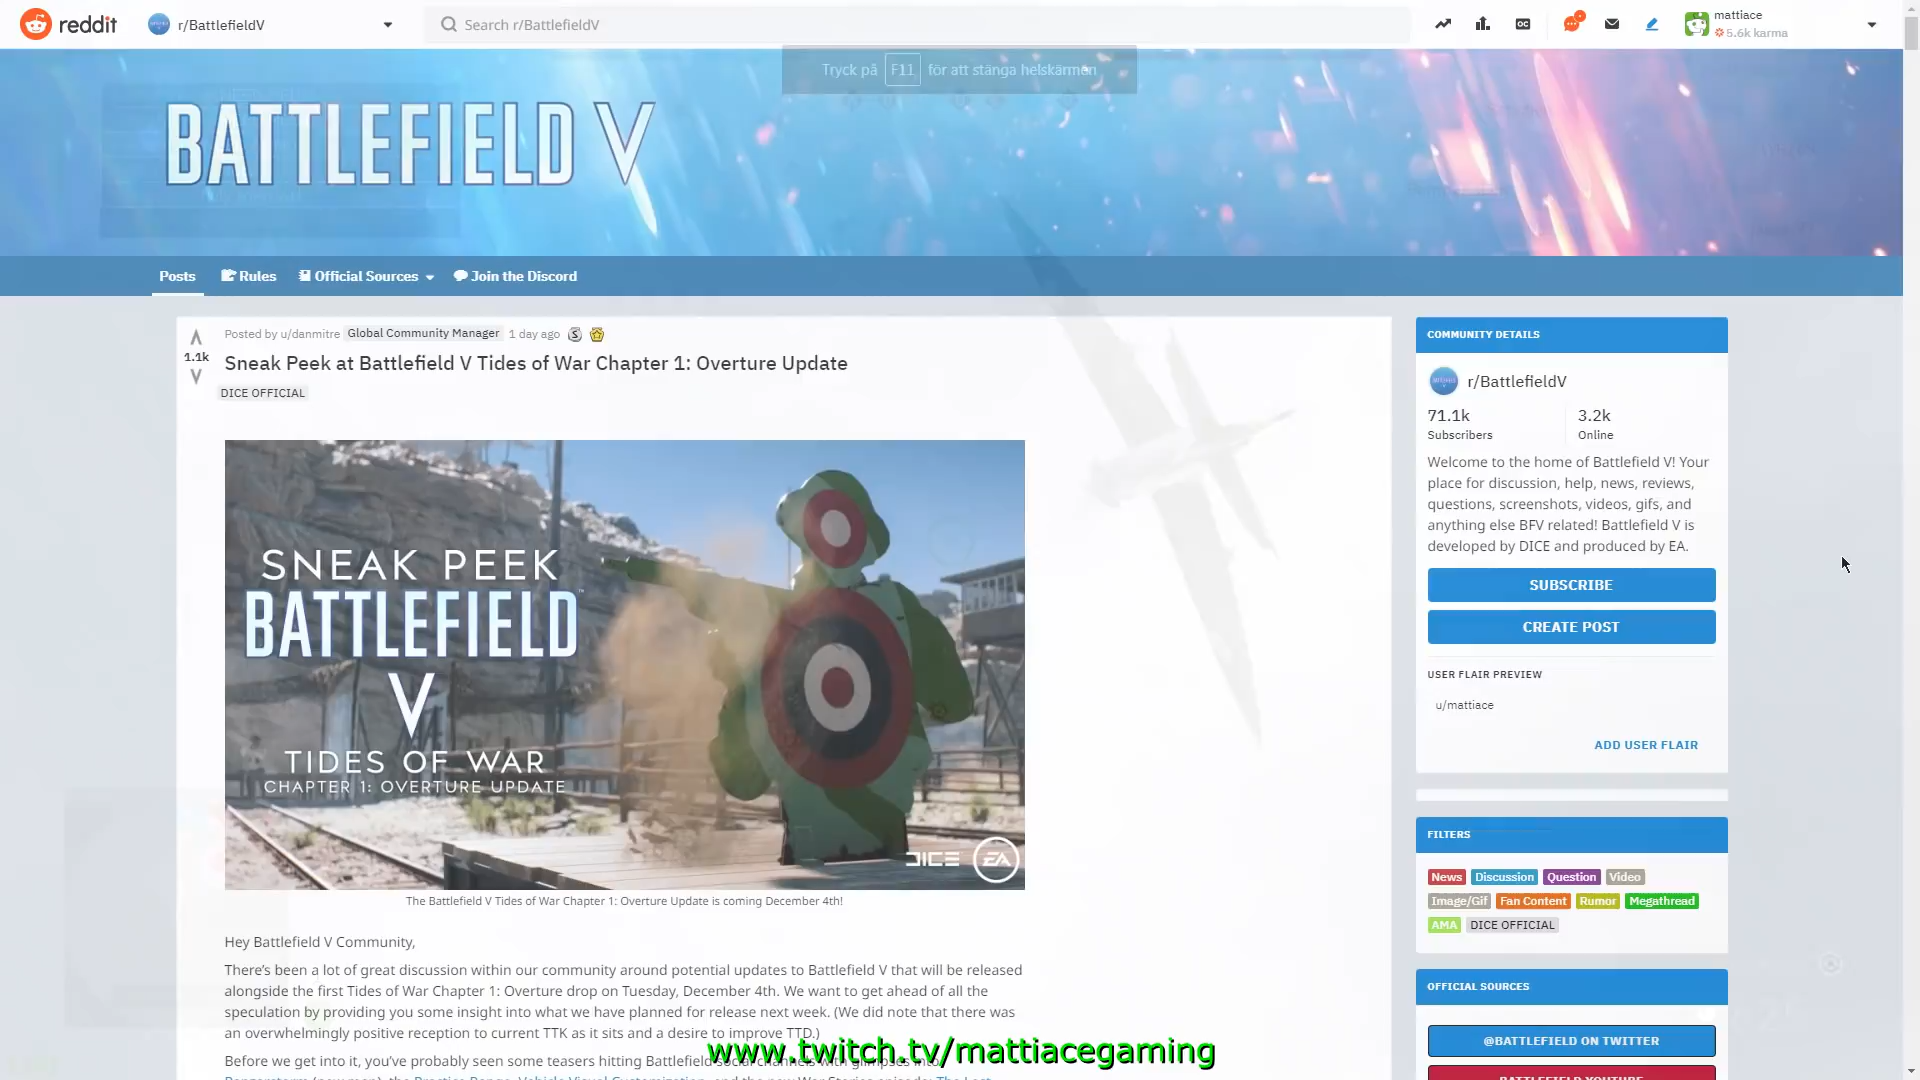 reddit
r/BattlefieldV
Search r/BattlefieldV
mattiace
5.6k karma
Tryck på F11 för att stänga helskärmen
BATTLEFIELD V
Posts
Rules
Official Sources
Join the Discord
1.1k
Posted by u/danmitre Global Community Manager 1 day ago
Sneak Peek at Battlefield V Tides of War Chapter 1: Overture Update
DICE OFFICIAL
SNEAK PEEK
BATTLEFIELD
V
TIDES OF WAR
CHAPTER 1: OVERTURE UPDATE
DICE EA
The Battlefield V Tides of War Chapter 1: Overture Update is coming December 4th!
Hey Battlefield V Community,
There's been a lot of great discussion within our community around potential updates to Battlefield V that will be released
alongside the first Tides of War Chapter 1: Overture drop on Tuesday, December 4th. We want to get ahead of all the
speculation by providing you some insight into what we have planned for release next week. (We did note that there was
an overwhelmingly positive reception to current TTK as it sits and a desire to improve TTD.)
Before we get into it, you've probably seen some teasers hitting Battlefield social channels with glimpses into
www.twitch.tv/mattiacegaming
COMMUNITY DETAILS
r/BattlefieldV
71.1k
Subscribers
3.2k
Online
Welcome to the home of Battlefield V! Your
place for discussion, help, news, reviews,
questions, screenshots, videos, gifs, and
anything else BFV related! Battlefield V is
developed by DICE and produced by EA.
SUBSCRIBE
CREATE POST
USER FLAIR PREVIEW
u/mattiace
ADD USER FLAIR
FILTERS
News Discussion Question Video
Image/Gif Fan Content Rumor Megathread
AMA DICE OFFICIAL
OFFICIAL SOURCES
@BATTLEFIELD ON TWITTER
BATTLEFIELD YOUTUBE